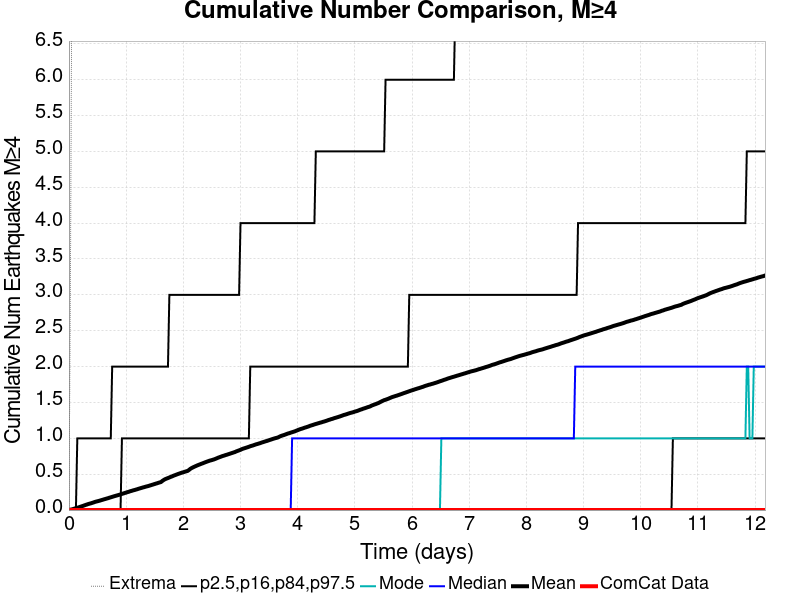 Cumulative Number Comparison, M≥4
Cumulative Num Earthquakes M≥4
6.5
6.0
5.5
5.0
4.5
4.0
3.5
3.0
2.5
2.0
1.5
1.0
0.5
0.0
0 1 2 3 4 5 6 7 8 9 10 11 12
Time (days)
Extrema p2.5,p16,p84,p97.5 Mode Median Mean ComCat Data